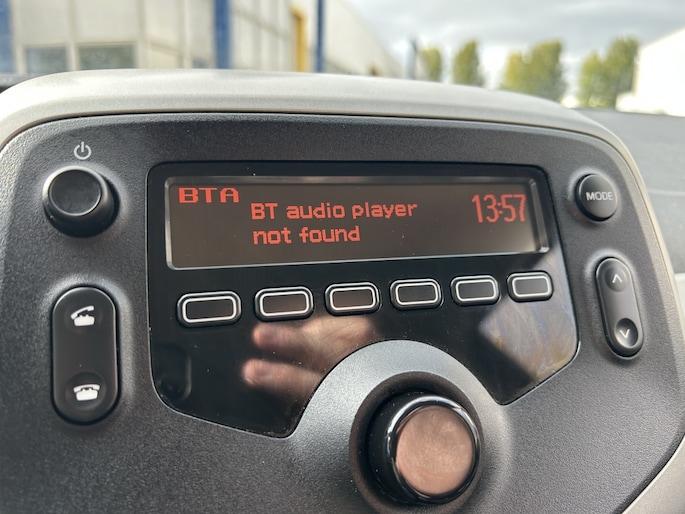 BTA
BT audio player
not found
13:57
MODE